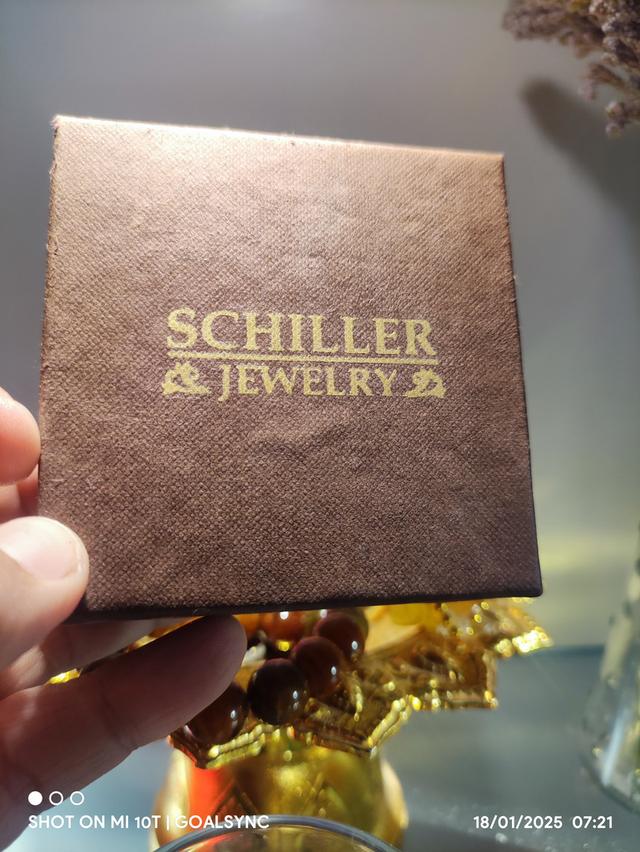 SCHILLER
JEWELRY
SHOT ON MI 10T | GOALSYNC
18/01/2025 07:21